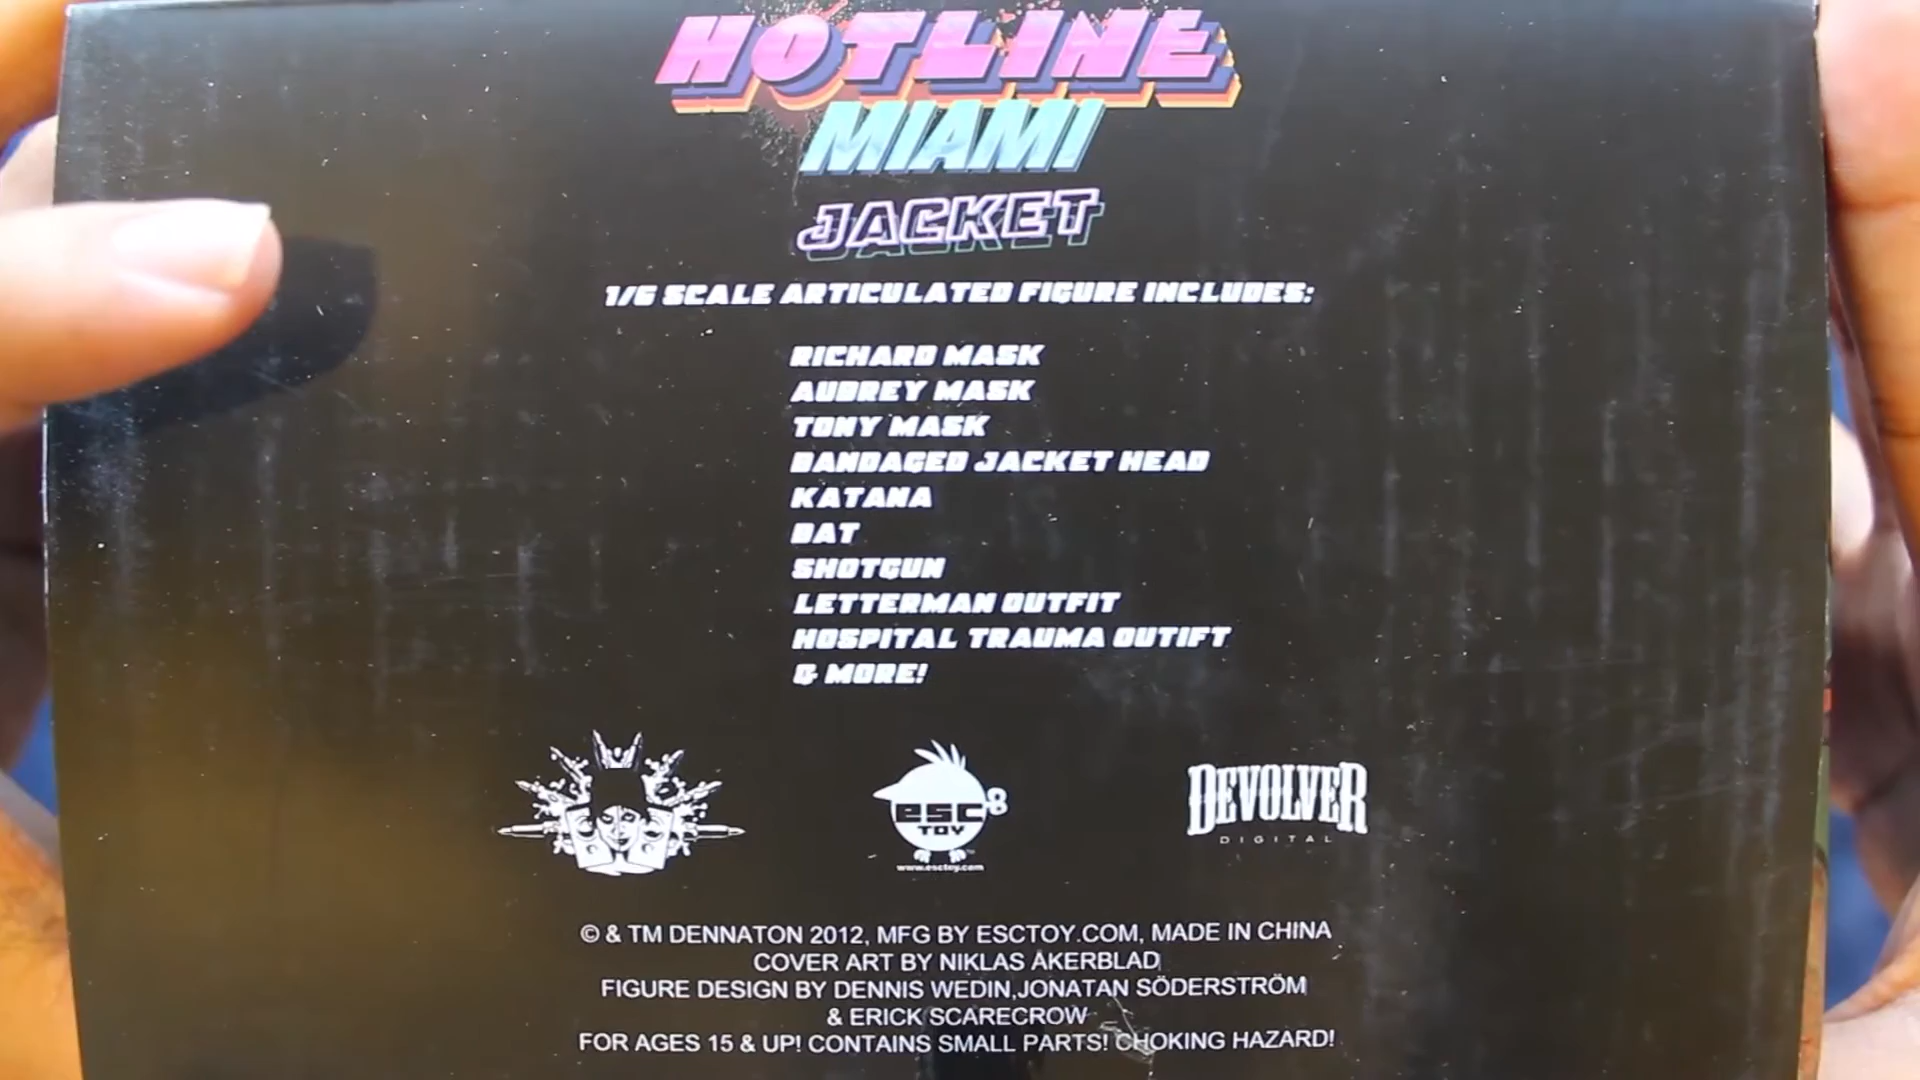 HOTLINE
MIAMI
JACKET
1/6 SCALE ARTICULATED FIGURE INCLUDES:
RICHARD MASK
AUBREY MASK
TONY MASK
BANDAGED JACKET HEAD
KATANA
BAT
SHOTGUN
LETTERMAN OUTFIT
HOSPITAL TRAUMA OUTIFT
& MORE!
esc
TOY
www.esctoy.com
DEVOLVER
DIGITAL
© & TM DENNATON 2012, MFG BY ESCTOY.COM, MADE IN CHINA
COVER ART BY NIKLAS ÅKERBLAD
FIGURE DESIGN BY DENNIS WEDIN,JONATAN SÖDERSTRÖM
& ERICK SCARECROW
FOR AGES 15 & UP! CONTAINS SMALL PARTS! CHOKING HAZARD!